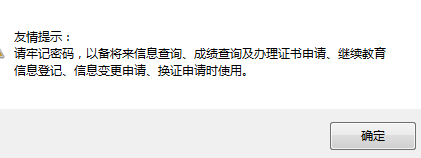 友情提示：
请牢记密码，以备将来信息查询、成绩查询及办理证书申请、继续教育
信息登记、信息变更申请、换证申请时使用。
确定